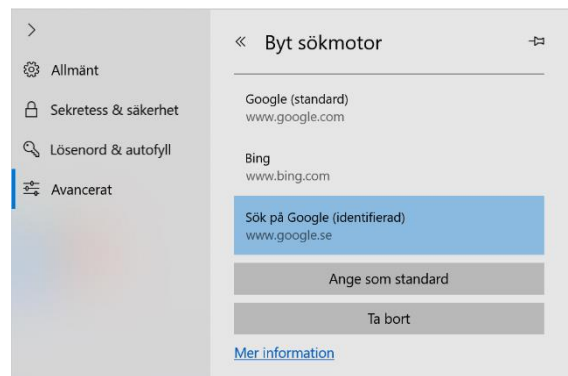 Allmänt
Sekretess & säkerhet
Lösenord & autofyll
Avancerat
Byt sökmotor
Google (standard)
www.google.com
Bing
www.bing.com
Sök på Google (identifierad)
www.google.se
Ange som standard
Ta bort
Mer information